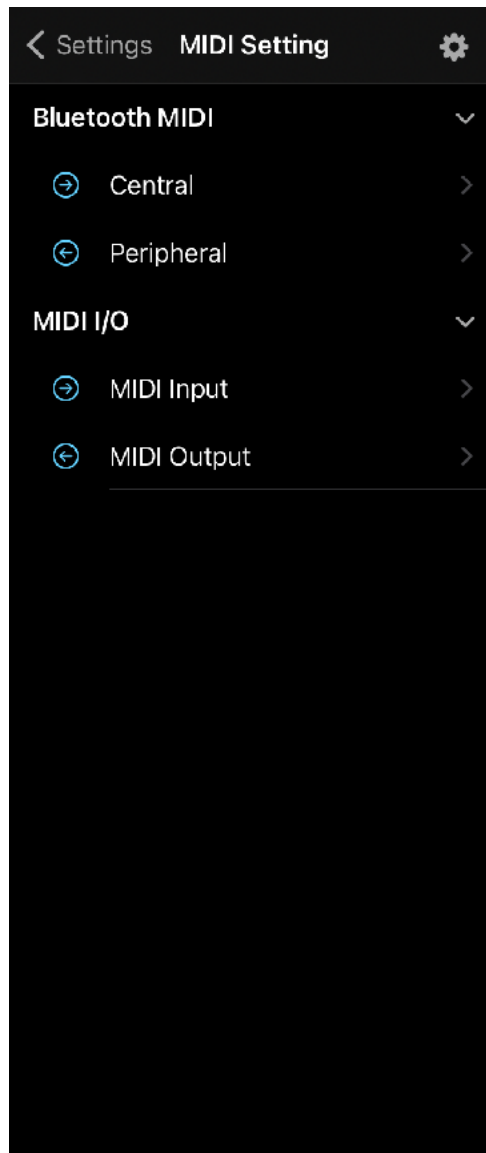 Settings MIDI Setting
Bluetooth MIDI
Central
Peripheral
MIDI I/O
MIDI Input
MIDI Output